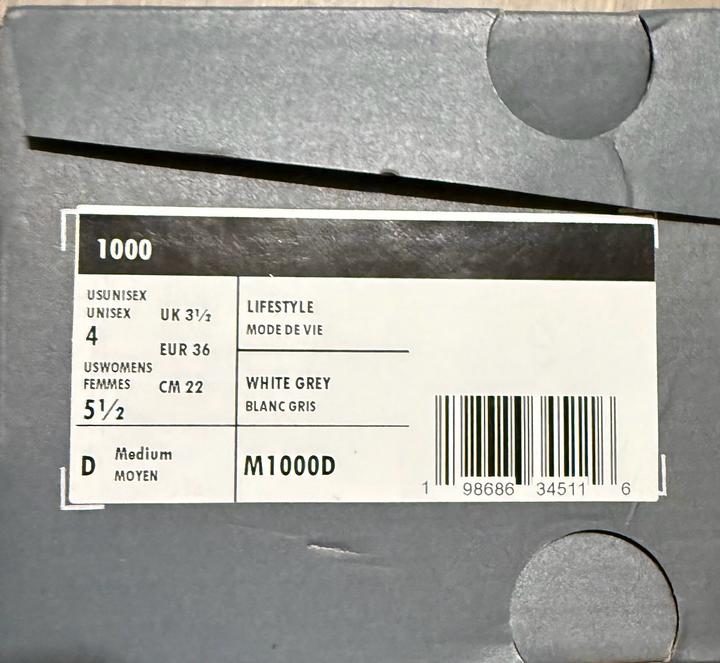 1000
USUNISEX
UNISEX
4
UK 3½
EUR 36
CM 22
USWOMENS
FEMMES
5½
D Medium
MOYEN
LIFESTYLE
MODE DE VIE
WHITE GREY
BLANC GRIS
M1000D
1 98686 34511 6